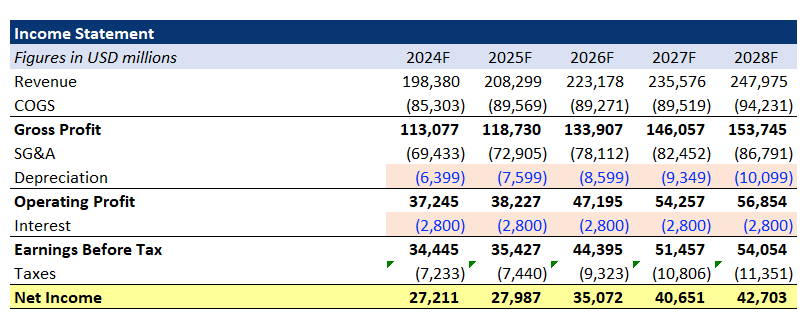 Income Statement
Figures in USD millions 2024F 2025F 2026F 2027F 2028F
Revenue 198,380 208,299 223,178 235,576 247,975
COGS (85,303) (89,569) (89,271) (89,519) (94,231)
Gross Profit 113,077 118,730 133,907 146,057 153,745
SG&A (69,433) (72,905) (78,112) (82,452) (86,791)
Depreciation (6,399) (7,599) (8,599) (9,349) (10,099)
Operating Profit 37,245 38,227 47,195 54,257 56,854
Interest (2,800) (2,800) (2,800) (2,800) (2,800)
Earnings Before Tax 34,445 35,427 44,395 51,457 54,054
Taxes (7,233) (7,440) (9,323) (10,806) (11,351)
Net Income 27,211 27,987 35,072 40,651 42,703